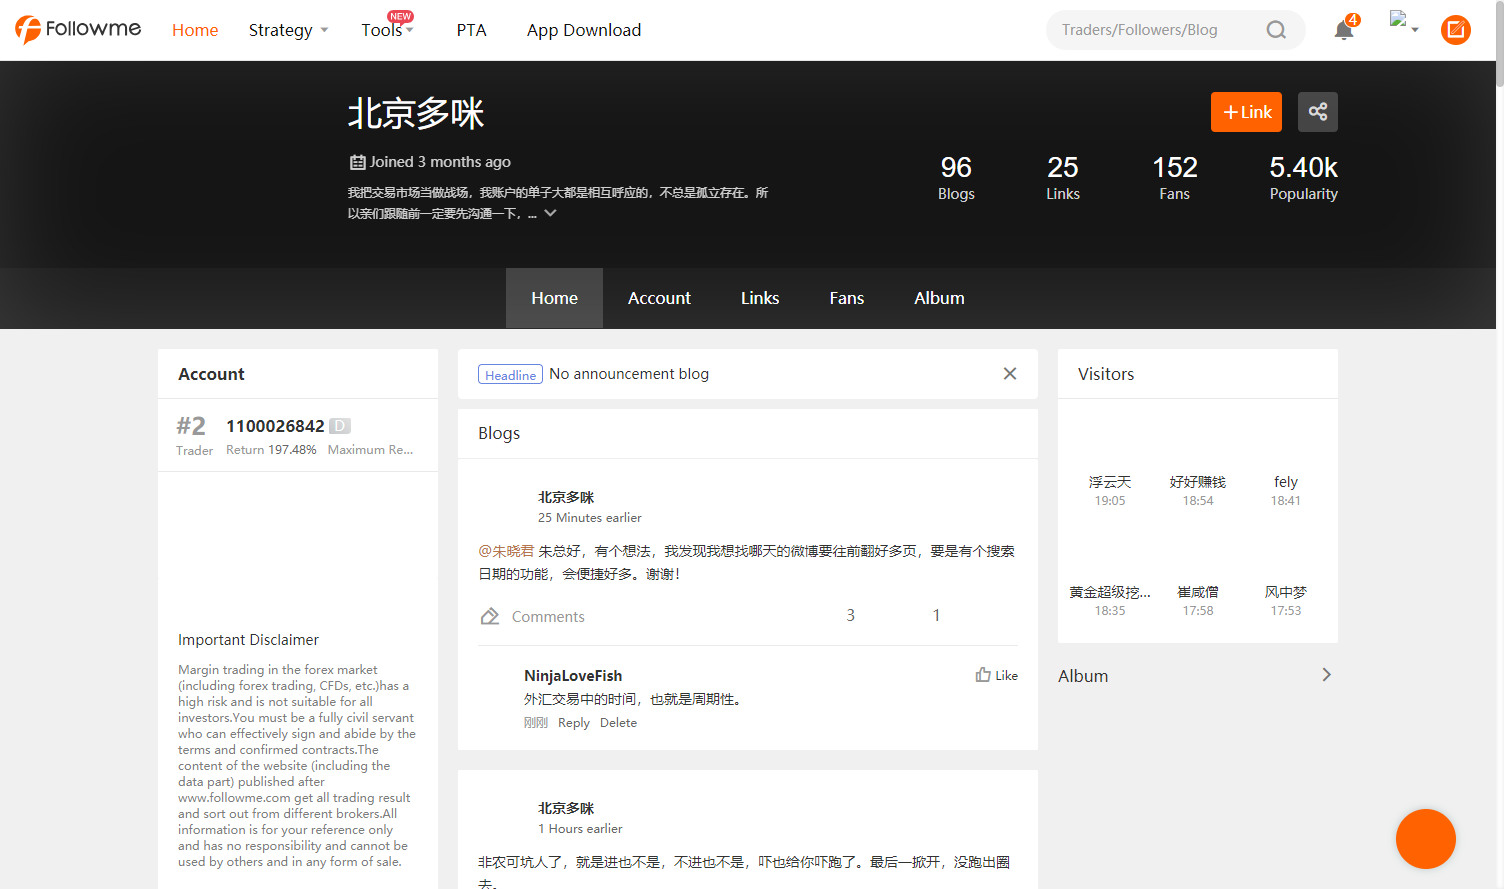 Followme Home Strategy Tools NEW PTA App Download Traders/Followers/Blog 4
北京多咪
+Link
Joined 3 months ago
我把交易市场当做战场，我账户的单子大都是相互呼应的，不总是孤立存在。所
以亲们跟随前一定要先沟通一下，...
96 25 152 5.40k
Blogs Links Fans Popularity
Home Account Links Fans Album
Account
#2 1100026842 D
Trader Return 197.48% Maximum Re...
Important Disclaimer
Margin trading in the forex market
(including forex trading, CFDs, etc.)has a
high risk and is not suitable for all
investors.You must be a fully civil servant
who can effectively sign and abide by the
terms and confirmed contracts.The
content of the website (including the
data part) published after
www.followme.com get all trading result
and sort out from different brokers.All
information is for your reference only
and has no responsibility and cannot be
used by others and in any form of sale.
Headline No announcement blog
Blogs
北京多咪
25 Minutes earlier
@朱晓君 朱总好，有个想法，我发现我想找哪天的微博要往前翻好多页，要是有个搜索
日期的功能，会便捷好多。谢谢！
Comments 3 1
NinjaLoveFish Like
外汇交易中的时间，也就是周期性。
刚刚 Reply Delete
北京多咪
1 Hours earlier
非农可坑人了，就是进也不是，不进也不是，吓也给你吓跑了。最后一掀开，没跑出圈
去。
Visitors
浮云天 好好赚钱 fely
19:05 18:54 18:41
黄金超级挖... 崔咸僧 风中梦
18:35 17:58 17:53
Album